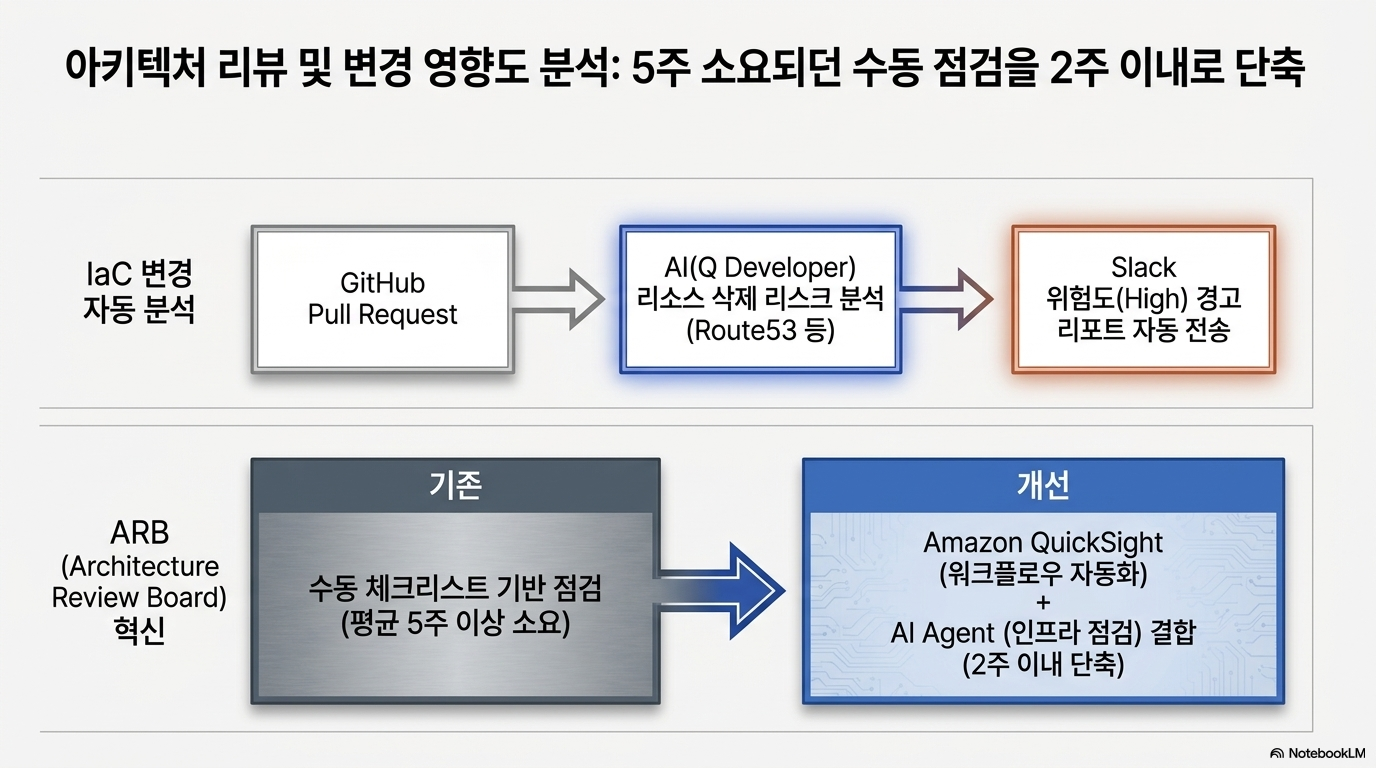 아키텍처 리뷰 및 변경 영향도 분석: 5주 소요되던 수동 점검을 2주 이내로 단축
IaC 변경
자동 분석
GitHub
Pull Request
AI(Q Developer)
리소스 삭제 리스크 분석
(Route53 등)
Slack
위험도(High) 경고
리포트 자동 전송
ARB
(Architecture
Review Board)
혁신
기존
수동 체크리스트 기반 점검
(평균 5주 이상 소요)
개선
Amazon QuickSight
(워크플로우 자동화)
+
AI Agent (인프라 점검) 결합
(2주 이내 단축)
NotebookLM